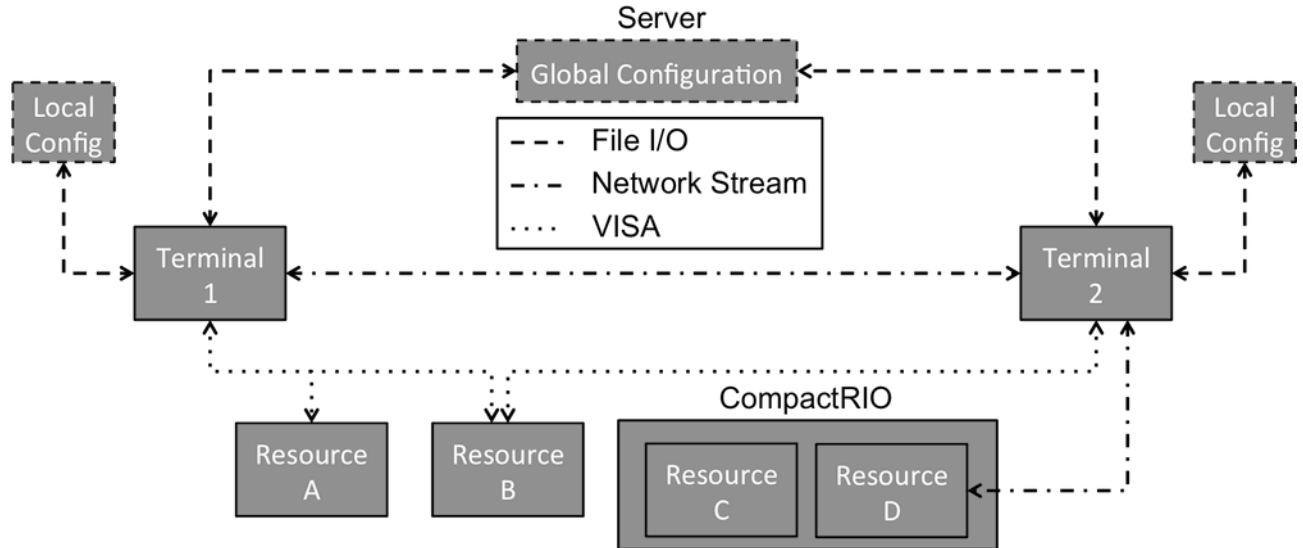 Server
Global Configuration
Local
Config
Local
Config
File I/O
Network Stream
VISA
Terminal
1
Terminal
2
CompactRIO
Resource
A
Resource
B
Resource
C
Resource
D